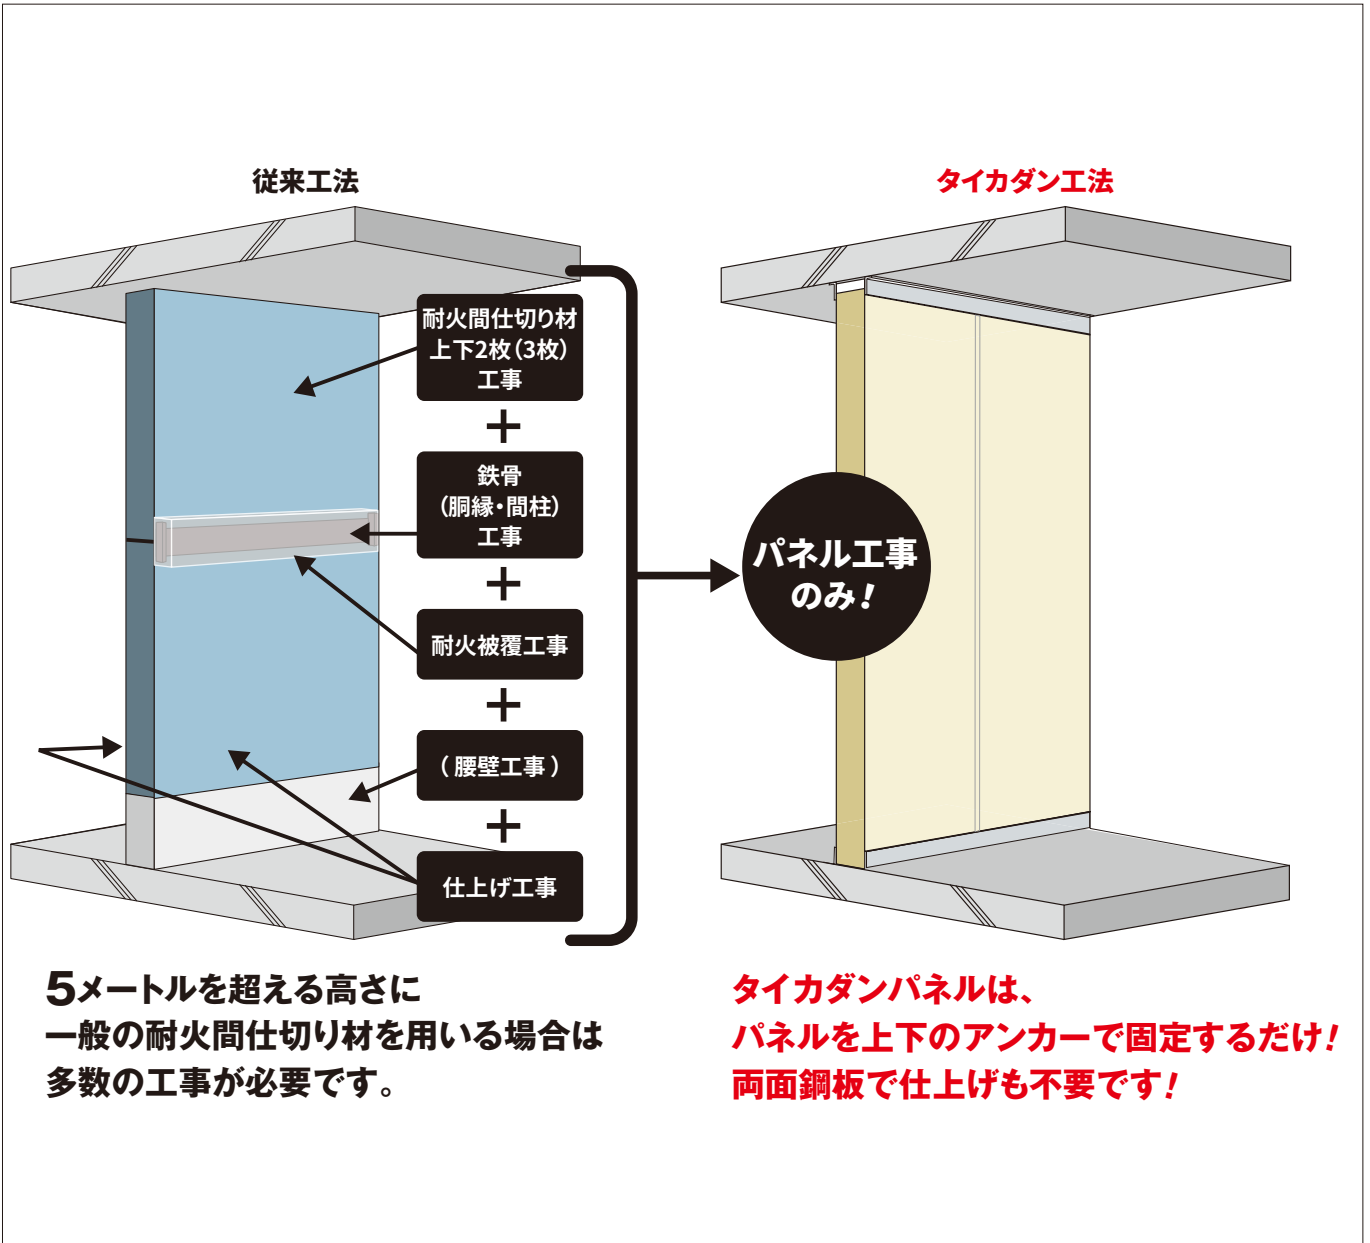 従来工法
耐火間仕切り材
上下2枚(3枚)
工事
+
鉄骨
(胴縁・間柱)
工事
+
耐火被覆工事
+
(腰壁工事)
+
仕上げ工事
5メートルを超える高さに
一般の耐火間仕切り材を用いる場合は
多数の工事が必要です。
タイカダン工法
パネル工事
のみ!
タイカダンパネルは、
パネルを上下のアンカーで固定するだけ!
両面鋼板で仕上げも不要です!